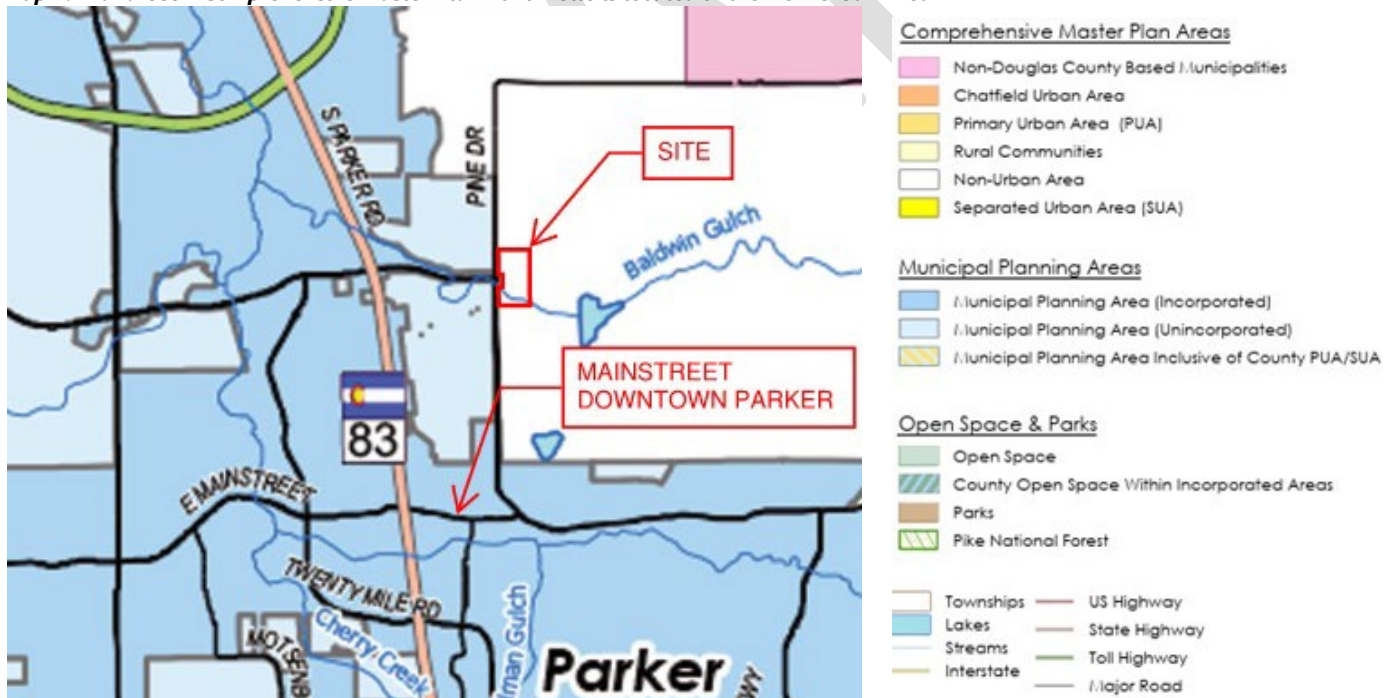 S PARKER RD
PINE DR
SITE
Baldwin Gulch
MAINSTREET
DOWNTOWN PARKER
83
E MAINSTREET
TWENTY MILE RD
MOTSENB
Cherry Creek
lman Gulch
Parker
WY
Comprehensive Master Plan Areas
Non-Douglas County Based Municipalities
Chatfield Urban Area
Primary Urban Area (PUA)
Rural Communities
Non-Urban Area
Separated Urban Area (SUA)
Municipal Planning Areas
Municipal Planning Area (Incorporated)
Municipal Planning Area (Unincorporated)
Municipal Planning Area Inclusive of County PUA/SUA
Open Space & Parks
Open Space
County Open Space Within Incorporated Areas
Parks
Pike National Forest
Townships
Lakes
Streams
Interstate
US Highway
State Highway
Toll Highway
Major Road